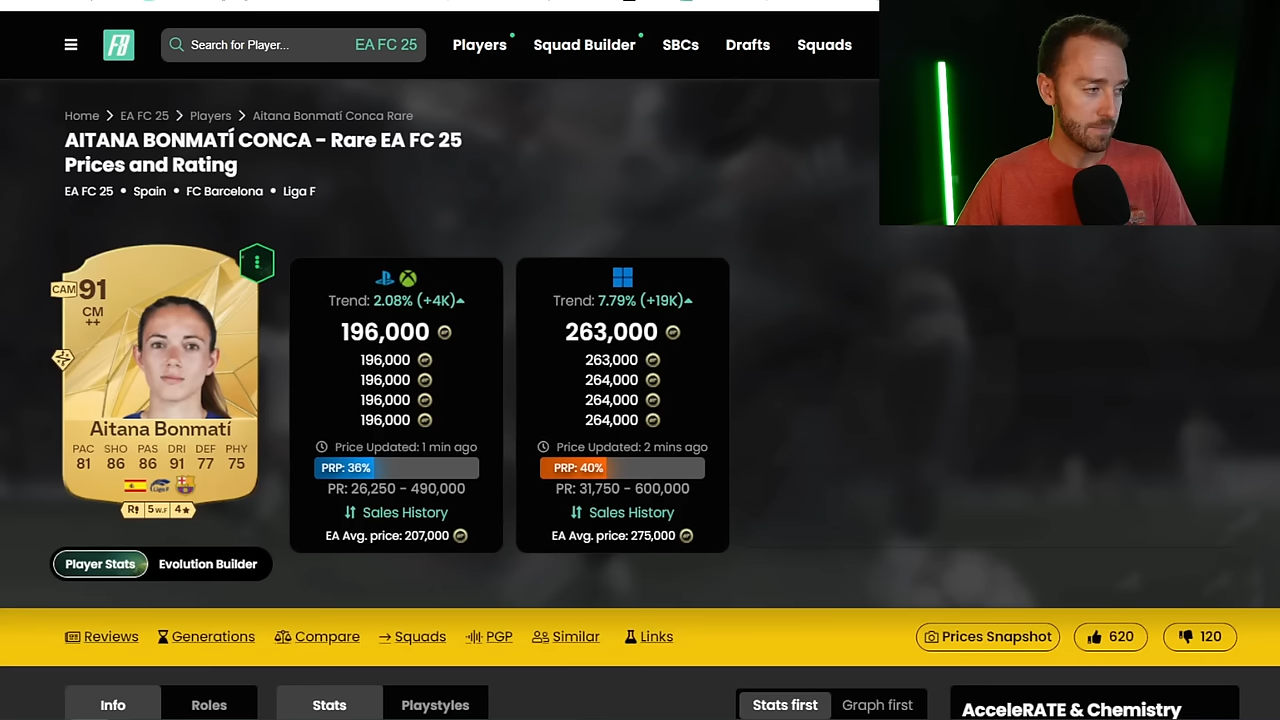 FB
Search for Player...
EA FC 25
Players
Squad Builder
SBCs
Drafts
Squads
Home > EA FC 25 > Players > Aitana Bonmatí Conca Rare
AITANA BONMATÍ CONCA - Rare EA FC 25
Prices and Rating
EA FC 25 • Spain • FC Barcelona • Liga F
CAM 91
CM
++
Aitana Bonmatí
PAC SHO PAS DRI DEF PHY
81 86 86 91 77 75
R 5 W.F 4★
Trend: 2.08% (+4K)
196,000
196,000
196,000
196,000
196,000
Price Updated: 1 min ago
PRP: 36%
PR: 26,250 - 490,000
Sales History
EA Avg. price: 207,000
Trend: 7.79% (+19K)
263,000
263,000
264,000
264,000
264,000
Price Updated: 2 mins ago
PRP: 40%
PR: 31,750 - 600,000
Sales History
EA Avg. price: 275,000
Player Stats
Evolution Builder
Reviews
Generations
Compare
Squads
PGP
Similar
Links
Prices Snapshot
620
120
Info
Roles
Stats
Playstyles
Stats first
Graph first
AcceleRATE & Chemistry